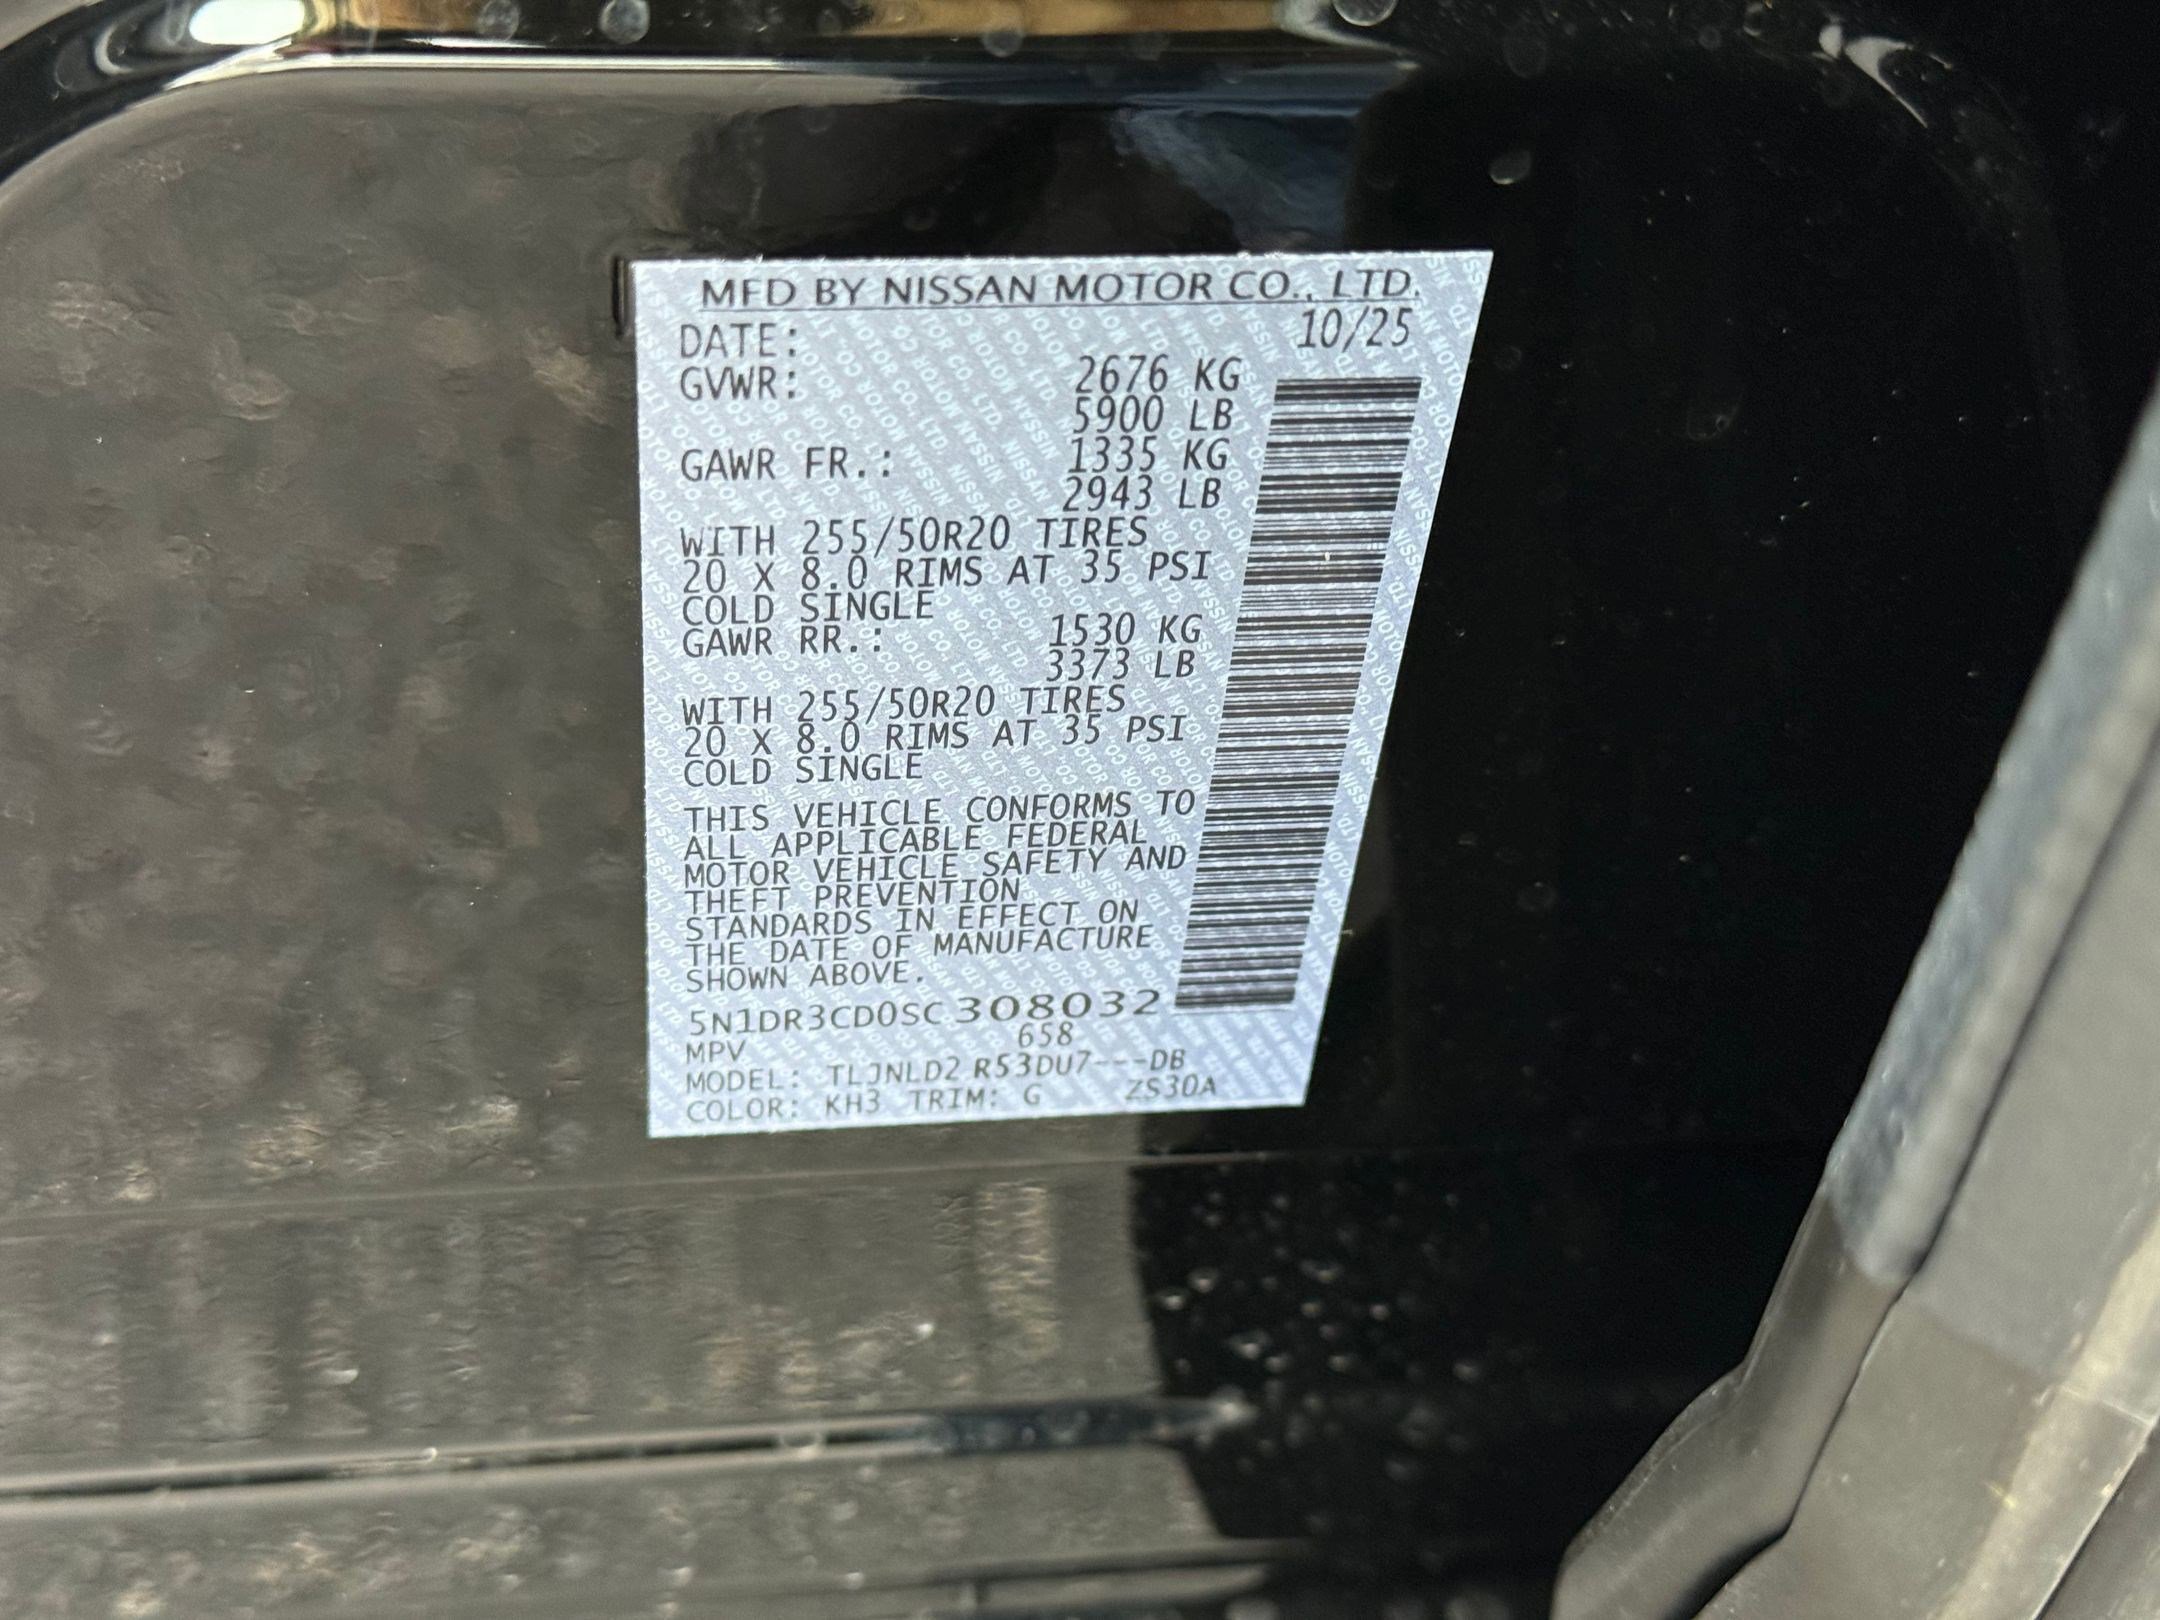 MFD BY NISSAN MOTOR CO., LTD.
DATE: 10/25
GVWR: 2676 KG
5900 LB
GAWR FR.: 1335 KG
2943 LB
WITH 255/50R20 TIRES
20 X 8.0 RIMS AT 35 PSI
COLD SINGLE
GAWR RR.: 1530 KG
3373 LB
WITH 255/50R20 TIRES
20 X 8.0 RIMS AT 35 PSI
COLD SINGLE
THIS VEHICLE CONFORMS TO
ALL APPLICABLE FEDERAL
MOTOR VEHICLE SAFETY AND
THEFT PREVENTION
STANDARDS IN EFFECT ON
THE DATE OF MANUFACTURE
SHOWN ABOVE.
5N1DR3CD0SC308032
MPV 658
MODEL: TLJNLD2 R53DU7---DB
COLOR: KH3 TRIM: G ZS30A